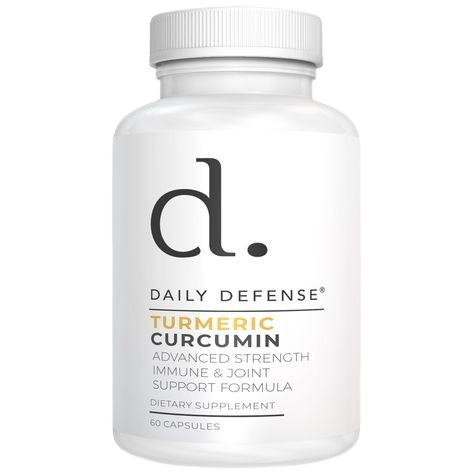 d.
DAILY DEFENSE®
TURMERIC
CURCUMIN
ADVANCED STRENGTH
IMMUNE & JOINT
SUPPORT FORMULA
DIETARY SUPPLEMENT
60 CAPSULES